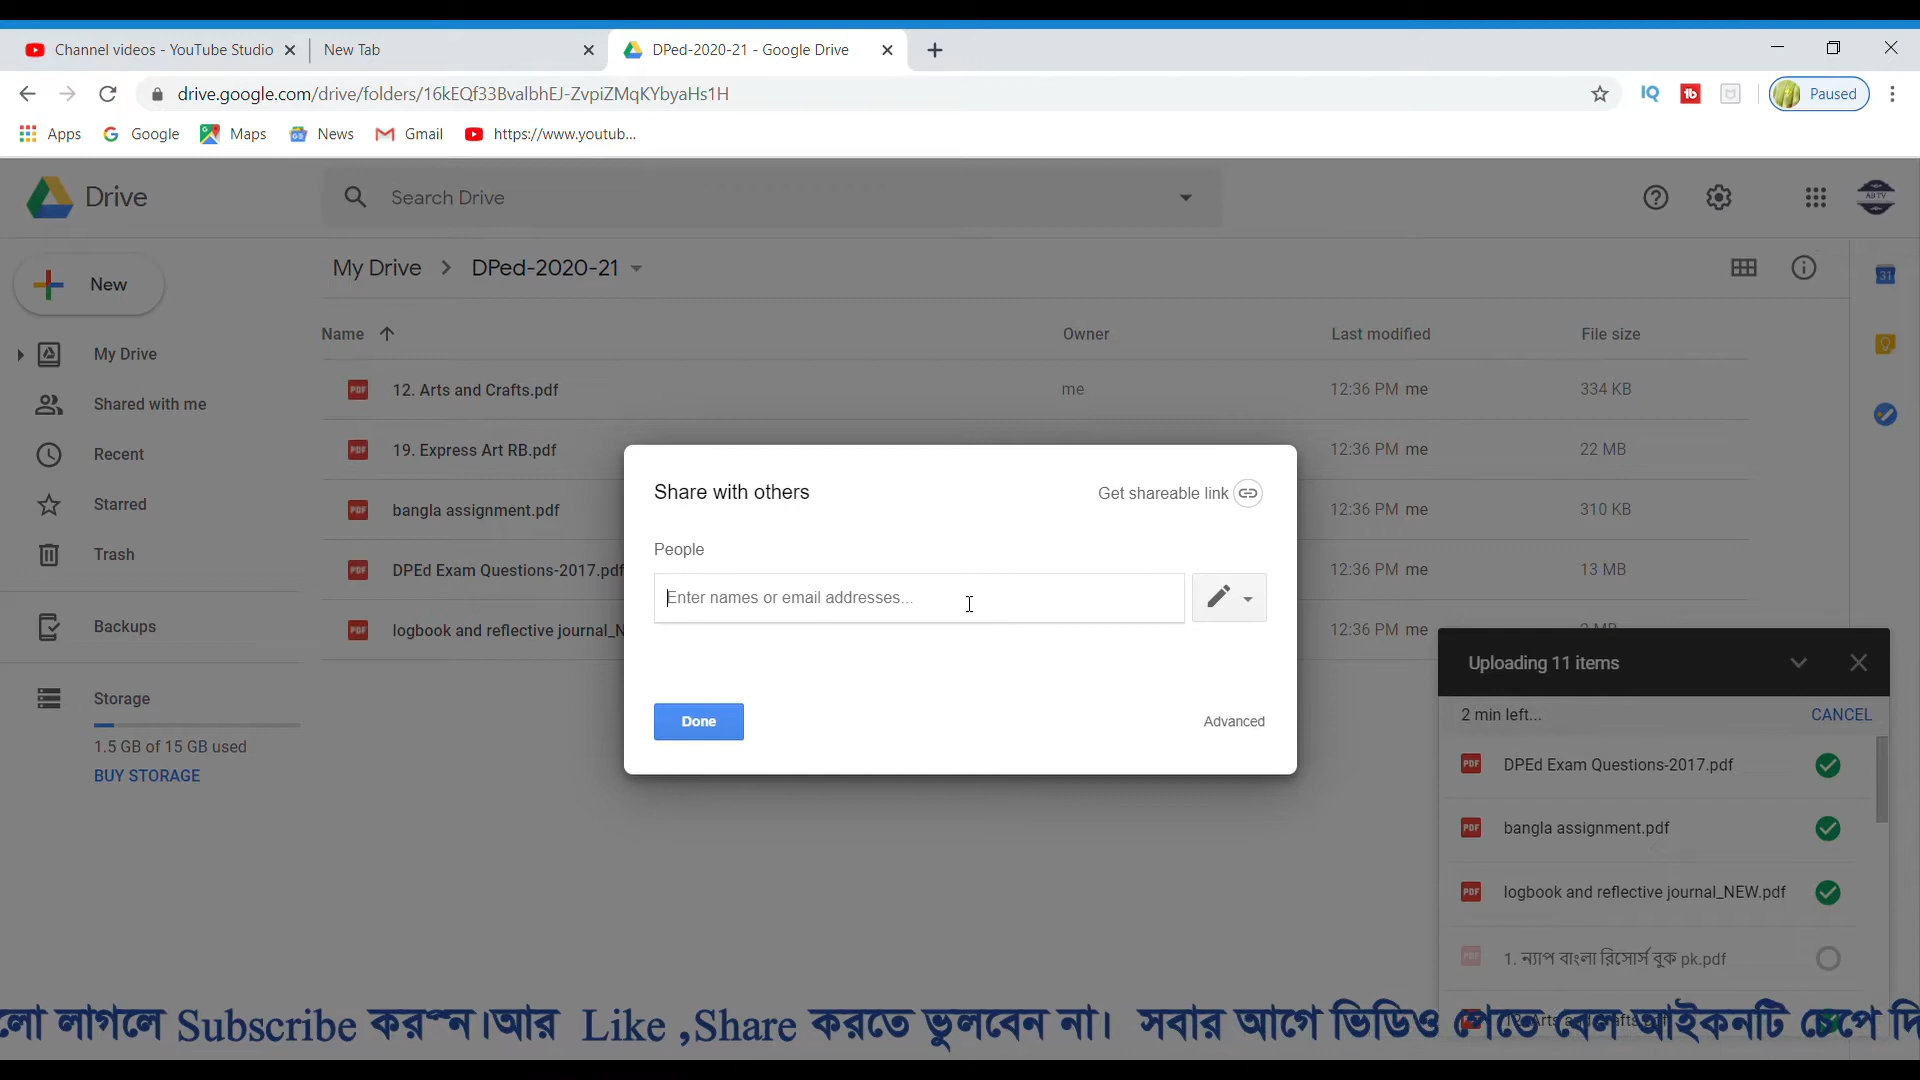 Channel videos - YouTube Studio
New Tab
DPed-2020-21 - Google Drive
drive.google.com/drive/folders/16kEQf33BvalbhEJ-ZvpiZMqKYbyaHs1H
Paused
Apps
Google
Maps
News
Gmail
https://www.youtub...
Drive
Search Drive
New
My Drive
Shared with me
Recent
Starred
Trash
Backups
Storage
1.5 GB of 15 GB used
BUY STORAGE
My Drive > DPed-2020-21
Name Owner Last modified File size
12. Arts and Crafts.pdf me 12:36 PM me 334 KB
19. Express Art RB.pdf 12:36 PM me 22 MB
bangla assignment.pdf 12:36 PM me 310 KB
DPEd Exam Questions-2017.pdf 12:36 PM me 13 MB
logbook and reflective journal_N 12:36 PM me
Share with others
Get shareable link
People
Enter names or email addresses...
Done
Advanced
Uploading 11 items
2 min left...
CANCEL
DPEd Exam Questions-2017.pdf
bangla assignment.pdf
logbook and reflective journal_NEW.pdf
1. ন্যাপ বাংলা রিসোর্স বুক pk.pdf
লো লাগলে Subscribe করুন।আর Like ,Share করতে ভুলবেন না। সবার আগে ভিডিও পেতে বেল আইকনটি চেপে দি